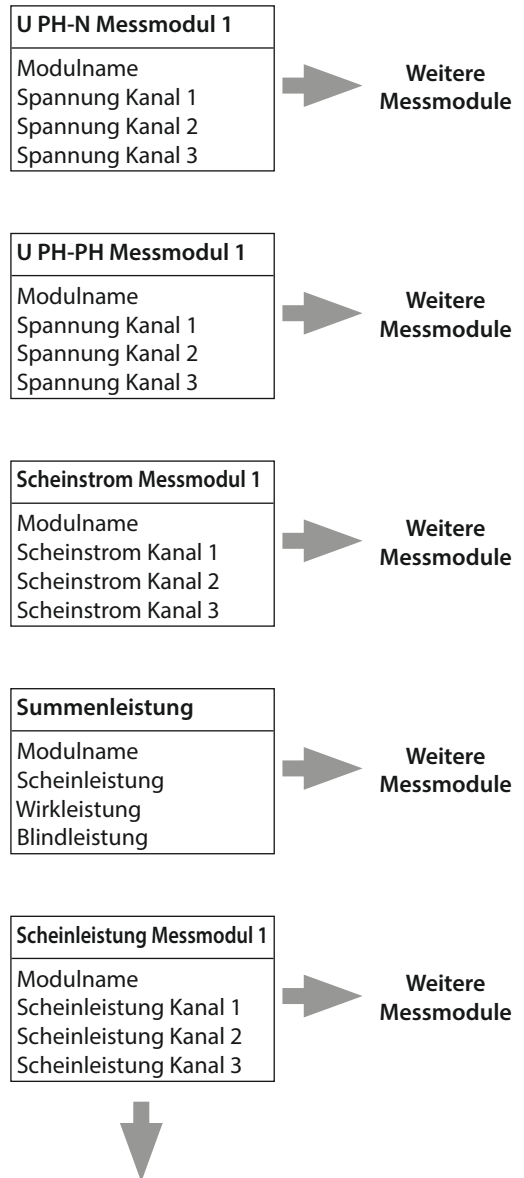 U PH-N Messmodul 1
Modulname
Spannung Kanal 1
Spannung Kanal 2
Spannung Kanal 3
Weitere
Messmodule
U PH-PH Messmodul 1
Modulname
Spannung Kanal 1
Spannung Kanal 2
Spannung Kanal 3
Weitere
Messmodule
Scheinstrom Messmodul 1
Modulname
Scheinstrom Kanal 1
Scheinstrom Kanal 2
Scheinstrom Kanal 3
Weitere
Messmodule
Summenleistung
Modulname
Scheinleistung
Wirkleistung
Blindleistung
Weitere
Messmodule
Scheinleistung Messmodul 1
Modulname
Scheinleistung Kanal 1
Scheinleistung Kanal 2
Scheinleistung Kanal 3
Weitere
Messmodule